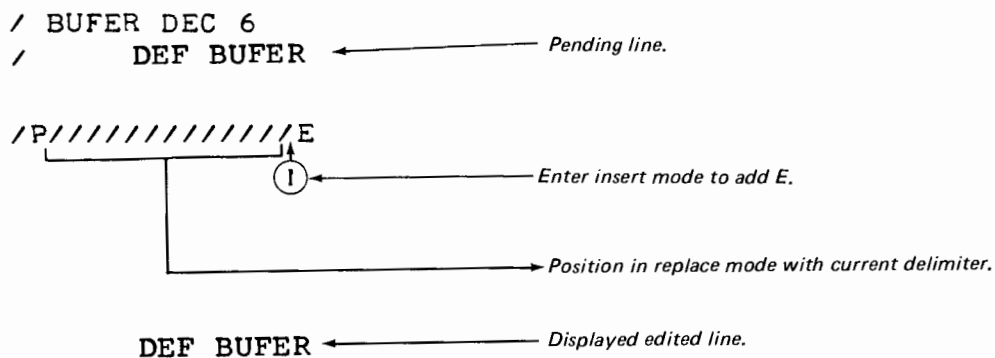 / BUFER DEC 6
/ DEF BUFER
Pending line.
/P/////////////E
I
Enter insert mode to add E.
Position in replace mode with current delimiter.
DEF BUFER
Displayed edited line.